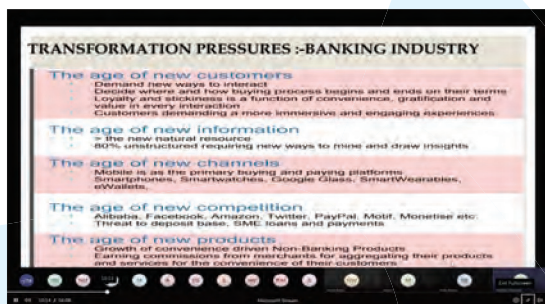 TRANSFORMATION PRESSURES :-BANKING INDUSTRY
The age of new customers
Demand new ways to interact
Decide where and how buying process begins and ends on their terms
Loyalty and stickiness is a function of convenience, gratification and
value in every interaction
Customers demanding a more immersive and engaging experiences
The age of new information
= the new natural resource
80% unstructured requiring new ways to mine and draw insights
The age of new channels
Mobile is as the primary buying and paying platforms
Smartphones, Smartwatches, Google Glass, SmartWearables,
eWallets,
The age of new competition
Alibaba, Facebook, Amazon, Twitter, PayPal, Motif, Monetise etc
Threat to deposit base, SME loans and payments
The age of new products
Growth of convenience driven Non-Banking Products
Earning commissions from merchants for aggregating their products
and services for the convenience of their customers
Exit Fullscreen
Microsoft Stream